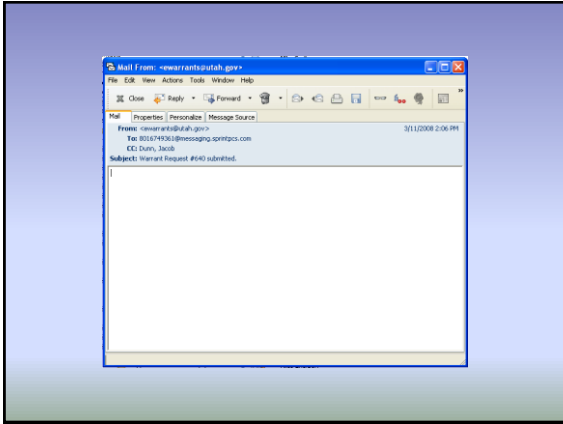 Mail From: <ewarrants@utah.gov>
File Edit View Actions Tools Window Help
Close Reply Forward
Mail Properties Personalize Message Source
From: <ewarrants@utah.gov> 3/11/2008 2:06 PM
To: 8016749361@messaging.sprintpcs.com
CC: Dunn, Jacob
Subject: Warrant Request #640 submitted.